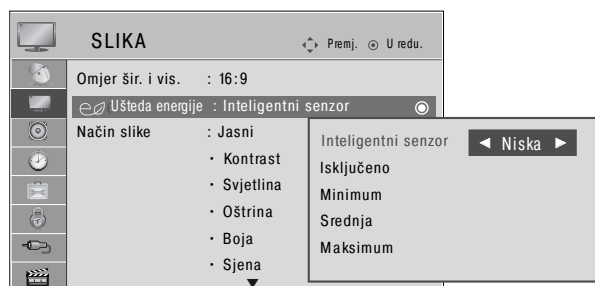 SLIKA
Premj. U redu.
Omjer šir. i vis. : 16:9
Ušteda energije : Inteligentni senzor
Način slike : Jasni
• Kontrast
• Svjetlina
• Oštrina
• Boja
• Sjena
Inteligentni senzor ◄ Niska ►
Isključeno
Minimum
Srednja
Maksimum